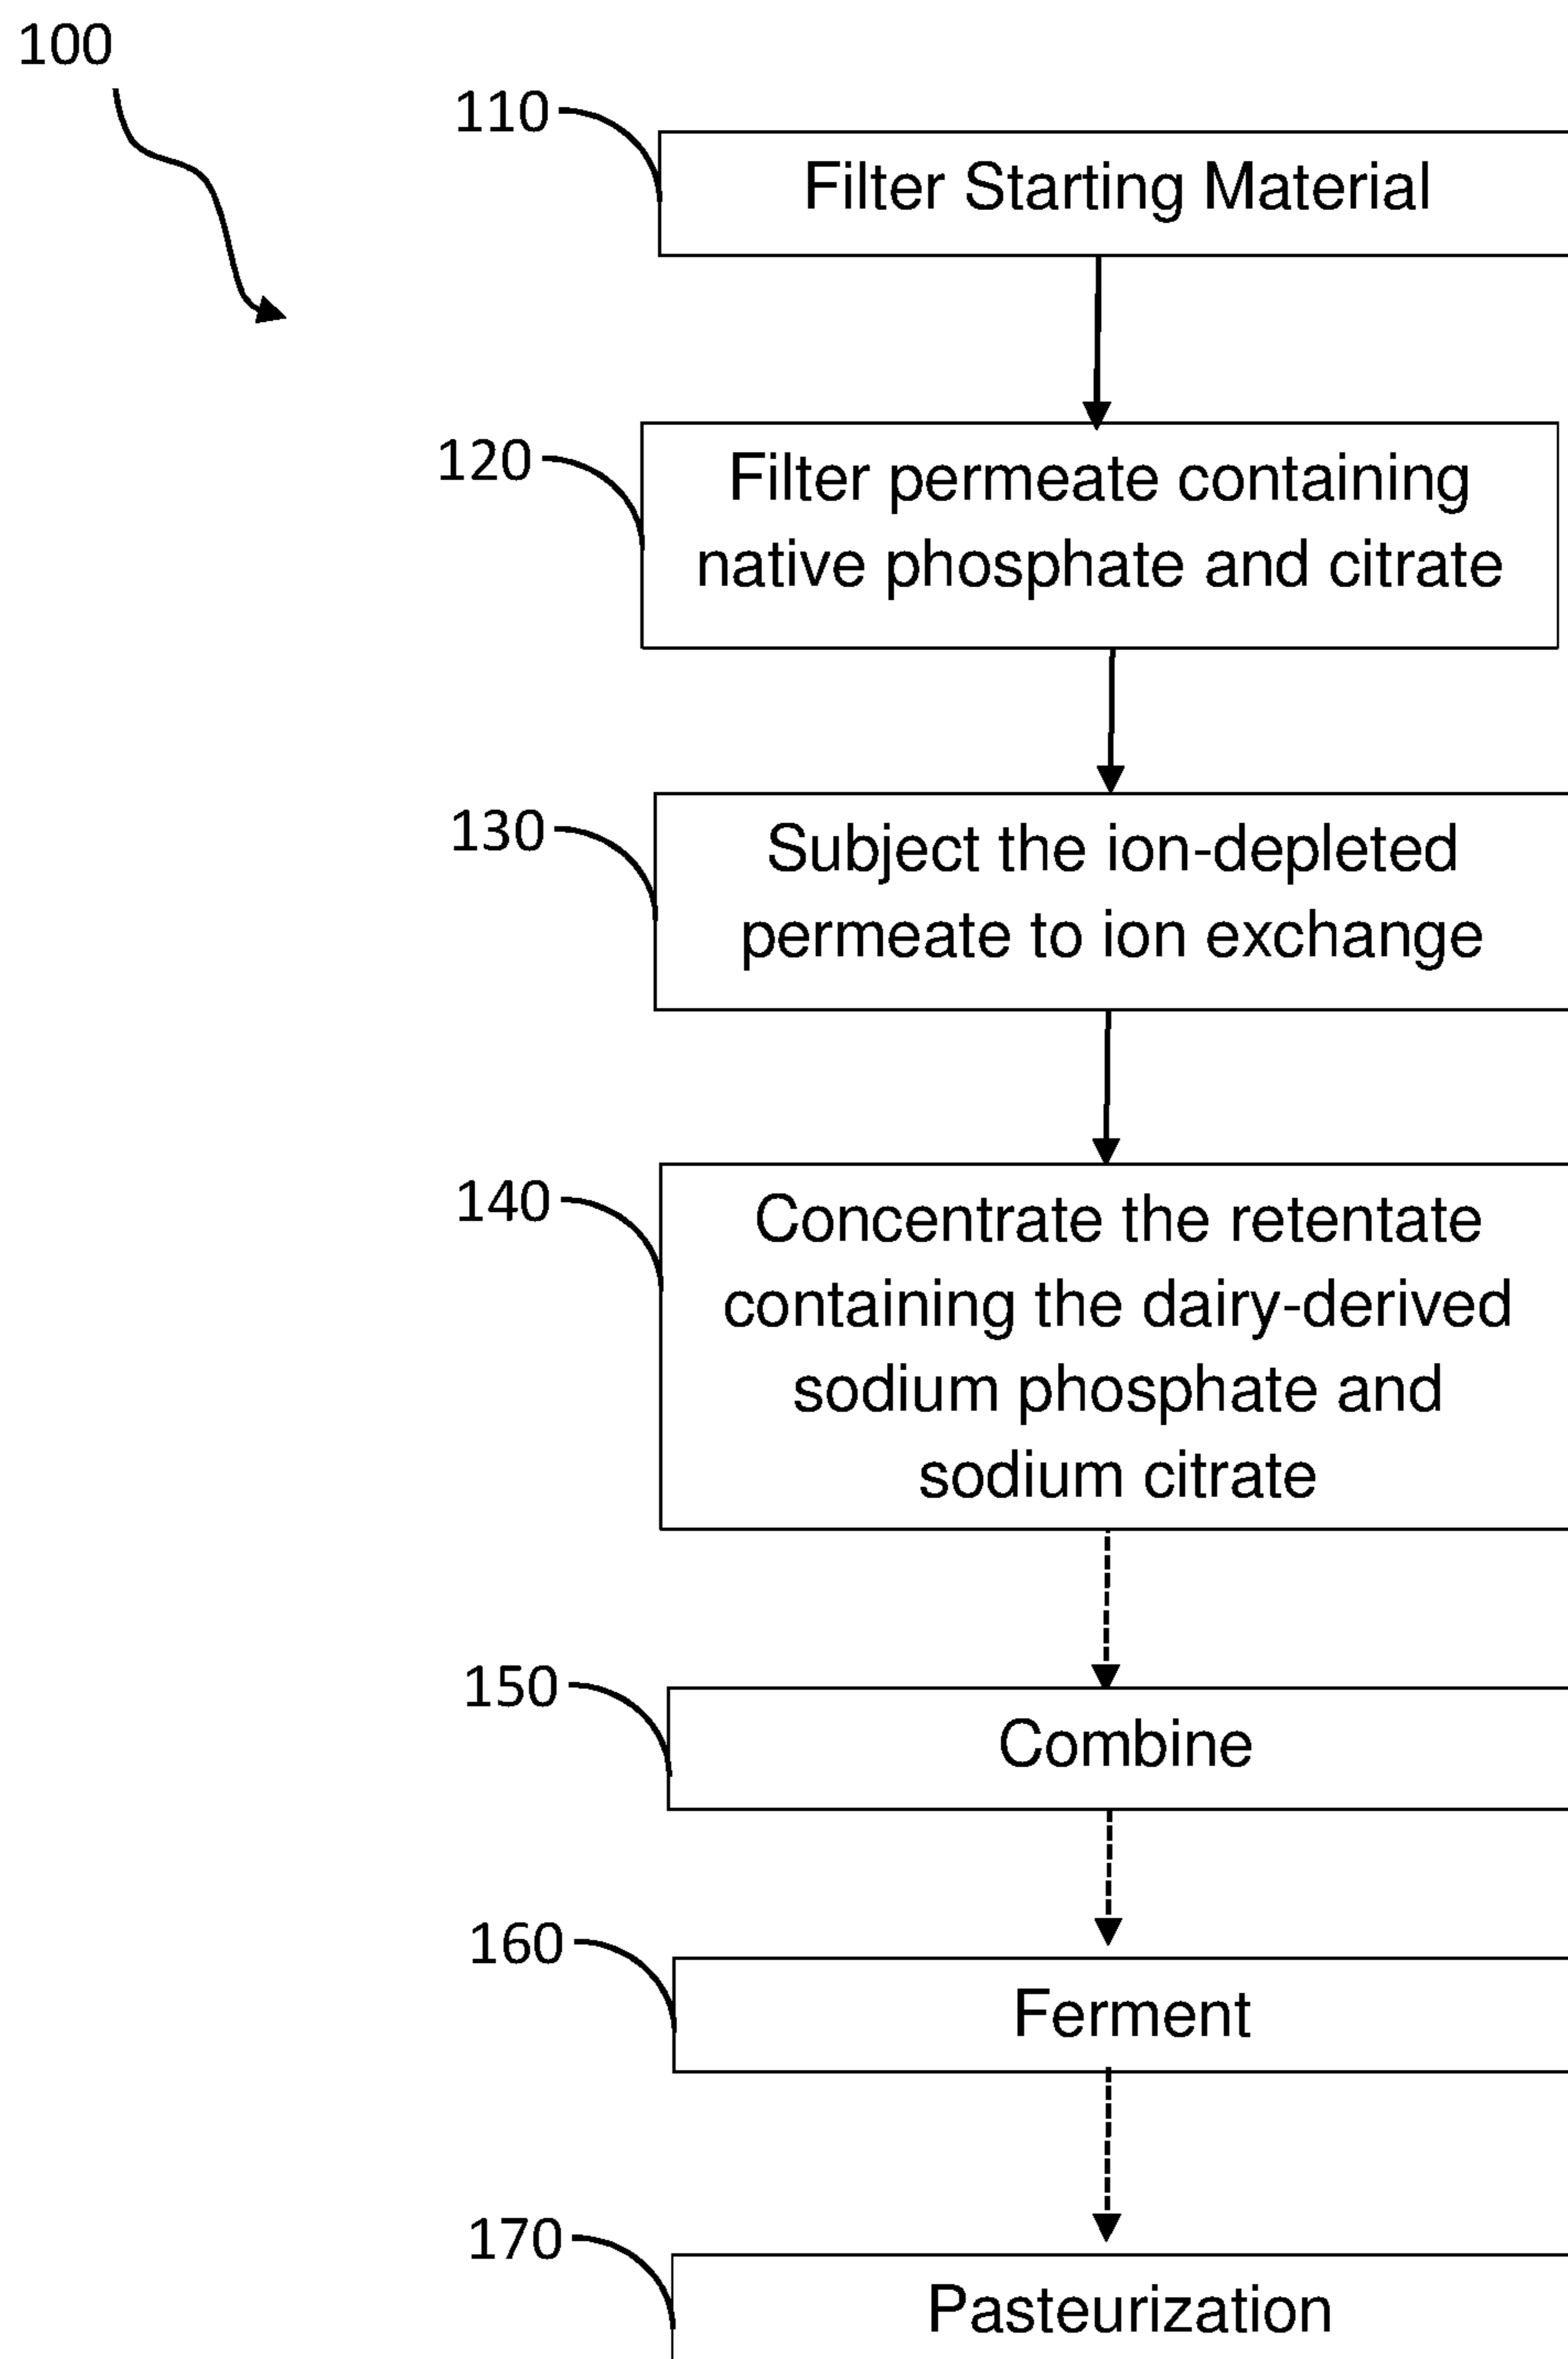 100
110
Filter Starting Material
120
Filter permeate containing
native phosphate and citrate
130
Subject the ion-depleted
permeate to ion exchange
140
Concentrate the retentate
containing the dairy-derived
sodium phosphate and
sodium citrate
150
Combine
160
Ferment
170
Pasteurization